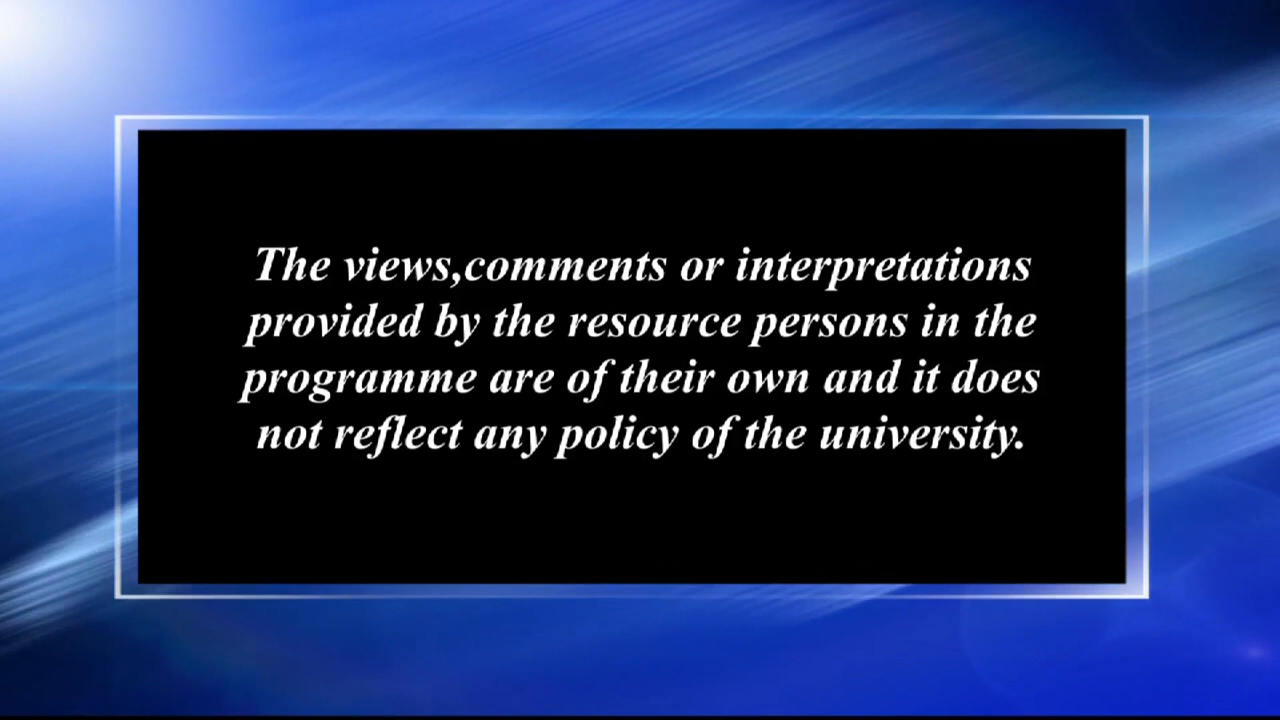 The views,comments or interpretations
provided by the resource persons in the
programme are of their own and it does
not reflect any policy of the university.